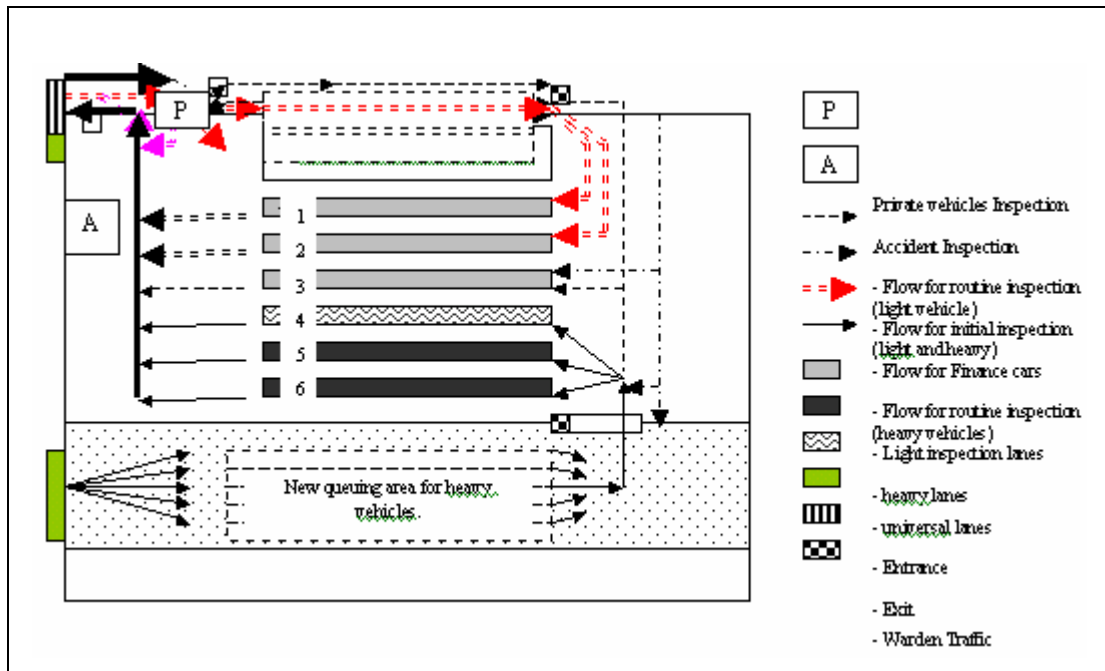 P
P
A
A
Private vehicles Inspection
Accident Inspection
- Flow for routine inspection
(light vehicle)
- Flow for initial inspection
(light and heavy)
- Flow for Finance cars
- Flow for routine inspection
(heavy vehicles)
- Light inspection lanes
- heavy lanes
- universal lanes
- Entrance
- Exit
- Warden Traffic
1
2
3
4
5
6
New queuing area for heavy
vehicles.